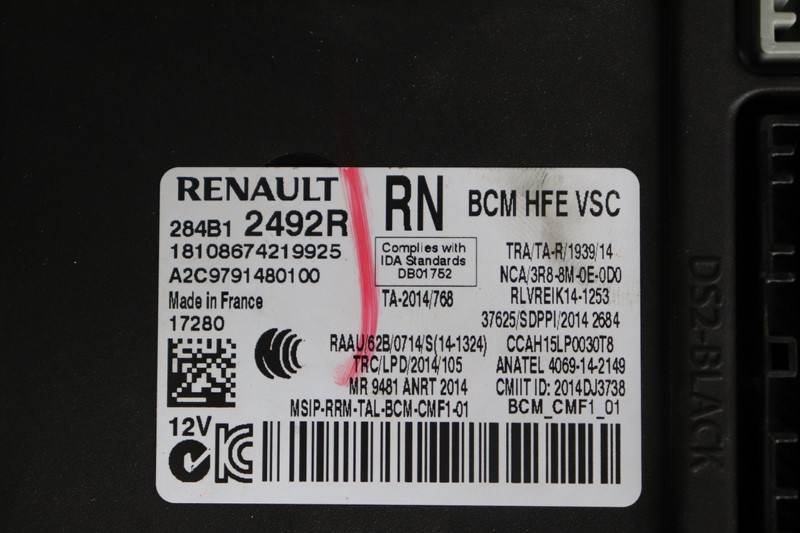 RENAULT
RN
BCM HFE VSC
284B1 2492R
18108674219925
A2C9791480100
Made in France
17280
Complies with
IDA Standards
DB01752
TRA/TA-R/1939/14
NCA/3R8-8M-0E-0D0
TA-2014/768
RLVREIK14-1253
37625/SDPPI/2014 2684
RAAU/62B/0714/S(14-1324)
CCAH15LP0030T8
TRC/LPD/2014/105
ANATEL 4069-14-2149
MR 9481 ANRT 2014
CMIIT ID: 2014DJ3738
MSIP-RRM-TAL-BCM-CMF1-01
BCM_CMF1_01
12V
DS2-BLACK